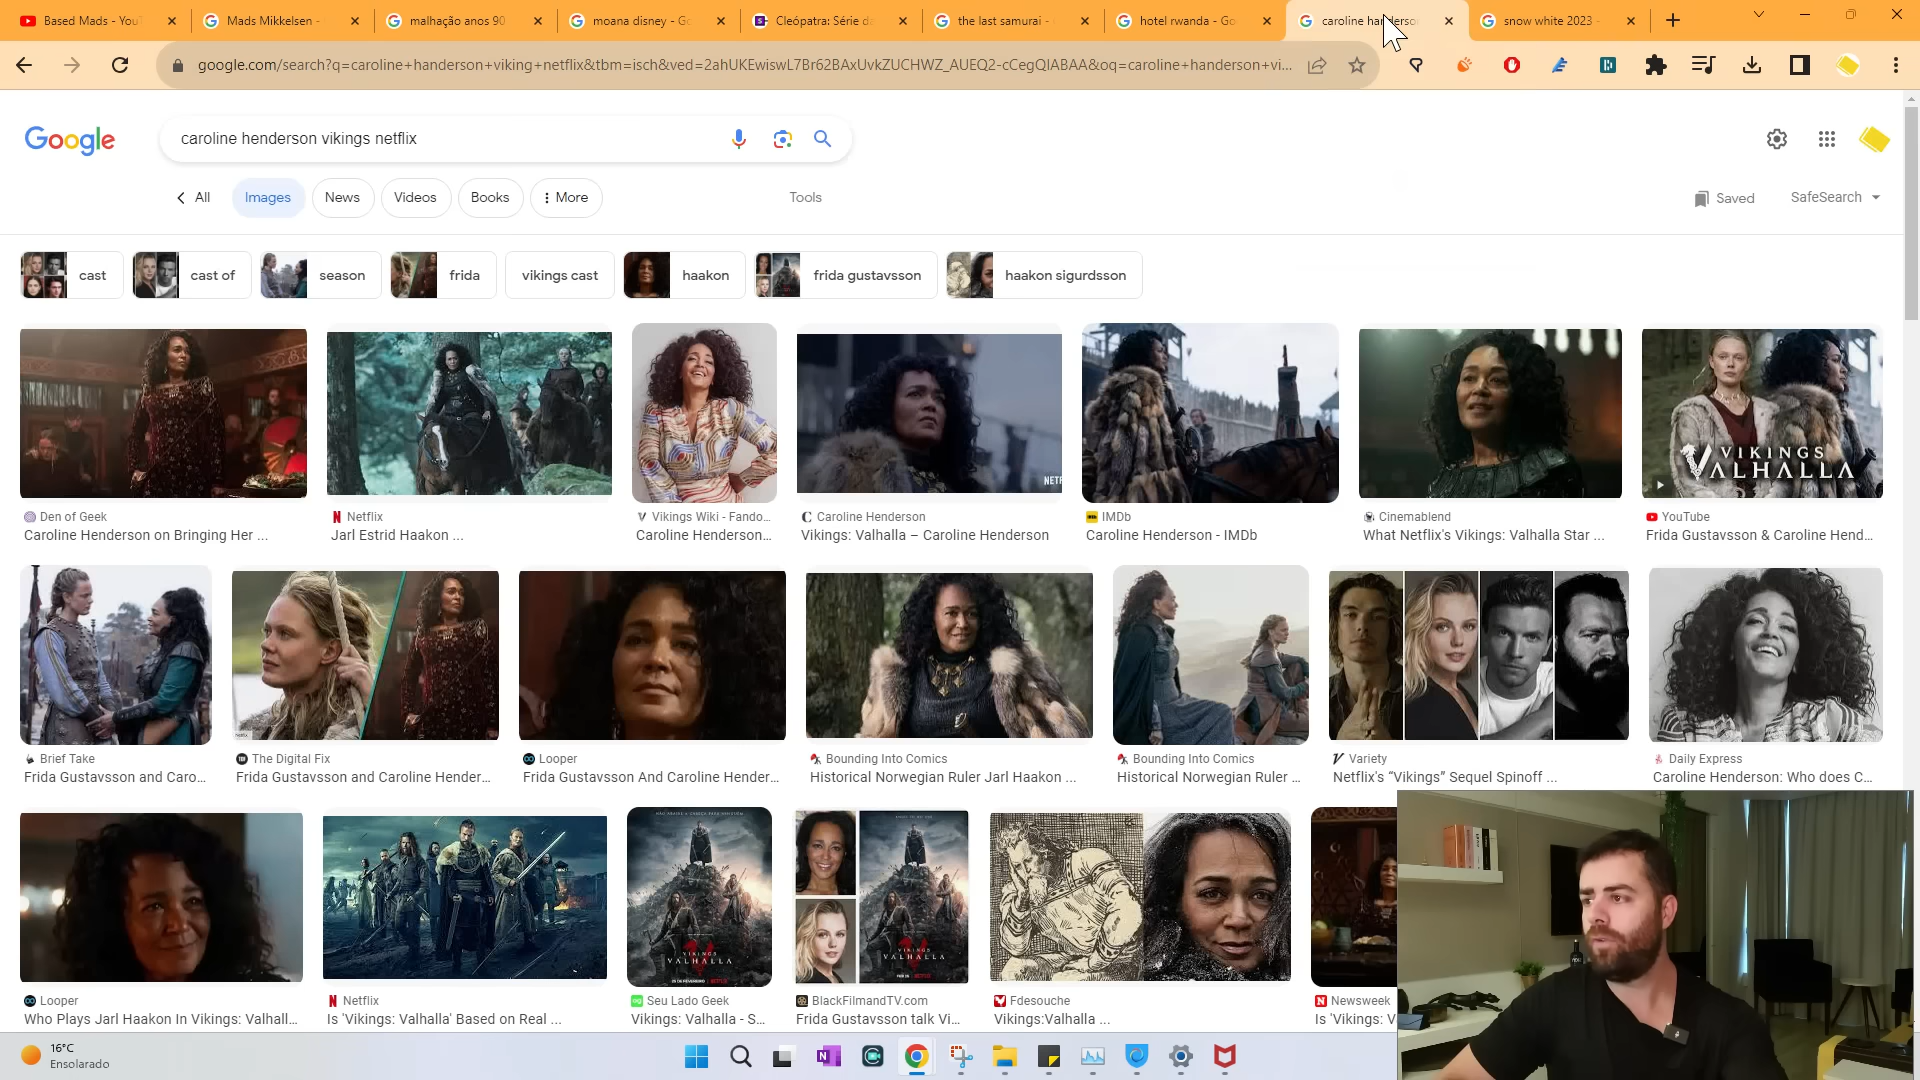 Based Mads - You
Mads Mikkelsen -
malhação anos 90
moana disney - Go
Cleópatra: Série da
the last samurai -
hotel rwanda - Go
caroline handerson
snow white 2023 -
google.com/search?q=caroline+handerson+viking+netflix&tbm=isch&ved=2ahUKEwiswL7Br62BAxUvkZUCHWZ_AUEQ2-cCegQIABAA&oq=caroline+handerson+vi...
Google
caroline henderson vikings netflix
All
Images
News
Videos
Books
More
Tools
Saved
SafeSearch
cast
cast of
season
frida
vikings cast
haakon
frida gustavsson
haakon sigurdsson
NETF
VIKINGS
VALHALLA
Den of Geek
Caroline Henderson on Bringing Her ...
Netflix
Jarl Estrid Haakon ...
Vikings Wiki - Fando...
Caroline Henderson...
Caroline Henderson
Vikings: Valhalla – Caroline Henderson
IMDb
Caroline Henderson - IMDb
Cinemablend
What Netflix's Vikings: Valhalla Star ...
YouTube
Frida Gustavsson & Caroline Hend...
Brief Take
Frida Gustavsson and Caro...
The Digital Fix
Frida Gustavsson and Caroline Hender...
Looper
Frida Gustavsson And Caroline Hender...
Bounding Into Comics
Historical Norwegian Ruler Jarl Haakon ...
Bounding Into Comics
Historical Norwegian Ruler ...
Variety
Netflix's “Vikings” Sequel Spinoff ...
Daily Express
Caroline Henderson: Who does C...
VIKINGS
VALHALLA
VIKINGS
VALHALLA
Looper
Who Plays Jarl Haakon In Vikings: Valhall...
Netflix
Is 'Vikings: Valhalla' Based on Real ...
Seu Lado Geek
Vikings: Valhalla - S...
BlackFilmandTV.com
Frida Gustavsson talk Vi...
Fdesouche
Vikings:Valhalla ...
Newsweek
Is 'Vikings: V
16°C
Ensolarado